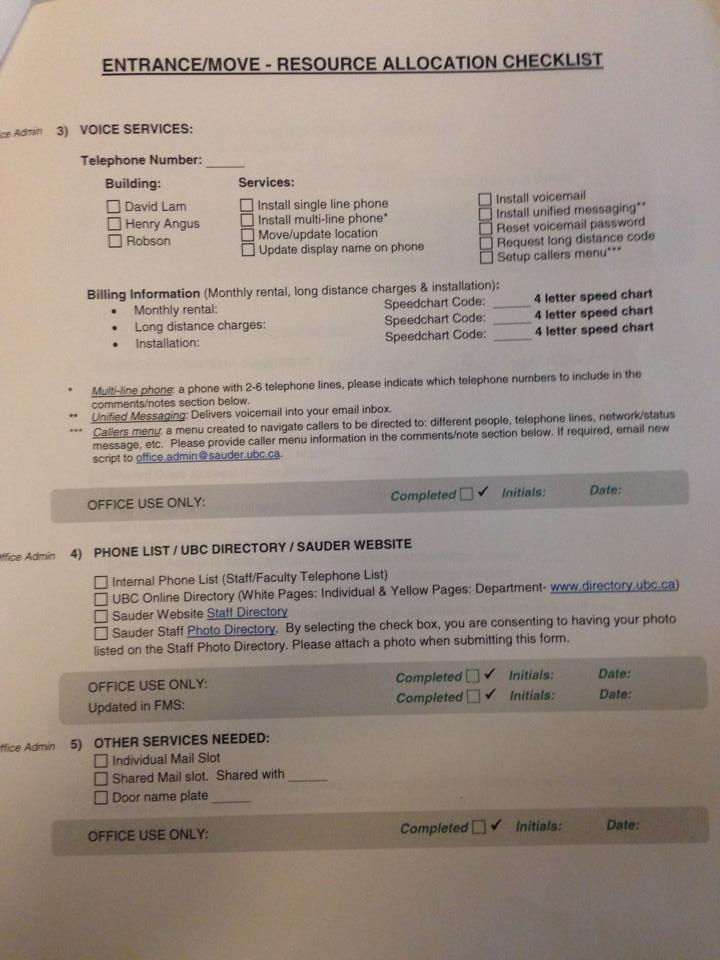 ENTRANCE/MOVE - RESOURCE ALLOCATION CHECKLIST
ce Admin 3) VOICE SERVICES:
Telephone Number: _____
Building: Services:
☐ David Lam ☐ Install single line phone ☐ Install voicemail
☐ Henry Angus ☐ Install multi-line phone* ☐ Install unified messaging**
☐ Robson ☐ Move/update location ☐ Reset voicemail password
☐ Update display name on phone ☐ Request long distance code
☐ Setup callers menu***
Billing Information (Monthly rental, long distance charges & installation):
• Monthly rental: Speedchart Code: _____ 4 letter speed chart
• Long distance charges: Speedchart Code: _____ 4 letter speed chart
• Installation: Speedchart Code: _____ 4 letter speed chart
* Multi-line phone: a phone with 2-6 telephone lines, please indicate which telephone numbers to include in the
comments/notes section below.
** Unified Messaging: Delivers voicemail into your email inbox.
*** Callers menu: a menu created to navigate callers to be directed to: different people, telephone lines, network/status
message, etc. Please provide caller menu information in the comments/note section below. If required, email new
script to office.admin@sauder.ubc.ca.
OFFICE USE ONLY: Completed ☐ ✓ Initials: Date:
ffice Admin 4) PHONE LIST / UBC DIRECTORY / SAUDER WEBSITE
☐ Internal Phone List (Staff/Faculty Telephone List)
☐ UBC Online Directory (White Pages: Individual & Yellow Pages: Department- www.directory.ubc.ca)
☐ Sauder Website Staff Directory
☐ Sauder Staff Photo Directory. By selecting the check box, you are consenting to having your photo
listed on the Staff Photo Directory. Please attach a photo when submitting this form.
OFFICE USE ONLY: Completed ☐ ✓ Initials: Date:
Updated in FMS: Completed ☐ ✓ Initials: Date:
ffice Admin 5) OTHER SERVICES NEEDED:
☐ Individual Mail Slot
☐ Shared Mail slot. Shared with _____
☐ Door name plate _____
OFFICE USE ONLY: Completed ☐ ✓ Initials: Date: